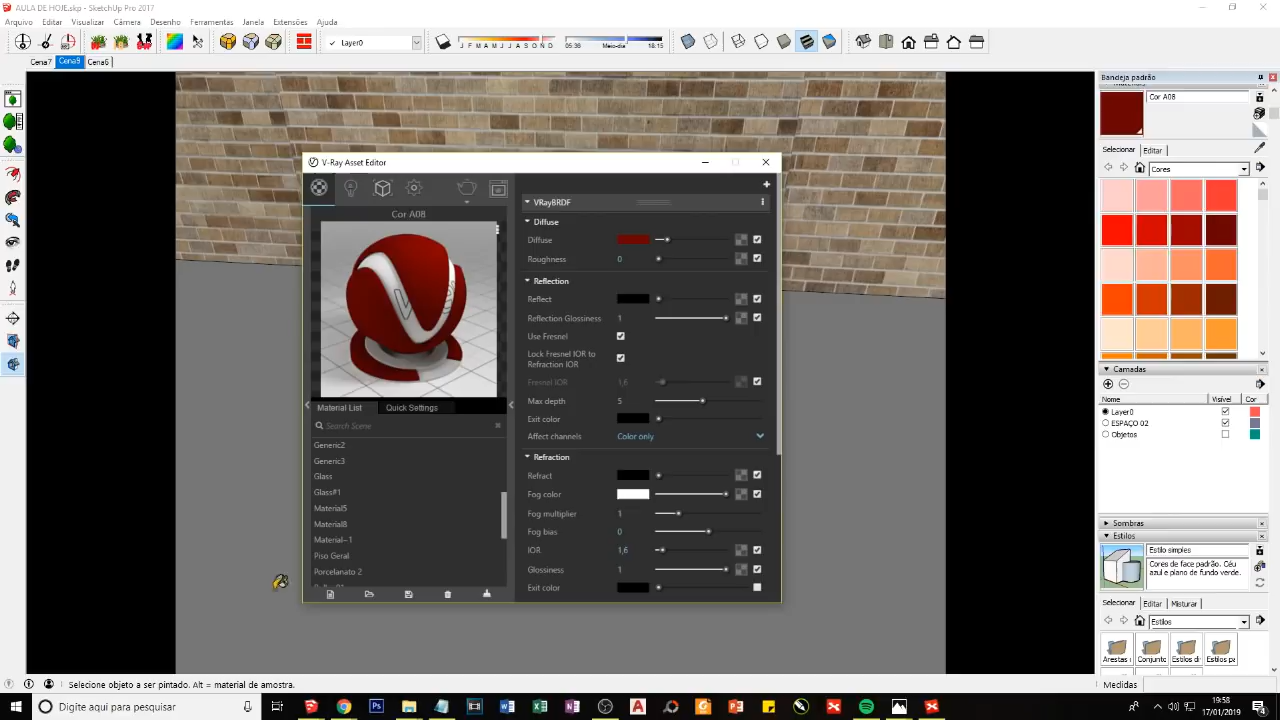 AULA DE HOJE.skp - SketchUp Pro 2017
Arquivo Editar Visualizar Câmera Desenho Ferramentas Janela Extensões Ajuda
Layer0
J F M A M J J A S O N D
05:36 Meio-dia 18:15
Cena7 Cena9 Cena6
V-Ray Asset Editor
Cor A08
Material List Quick Settings
Search Scene
Generic2
Generic3
Glass
Glass#1
Material5
Material8
Material~1
Piso Geral
Porcelanato 2
VRayBRDF
Diffuse
Diffuse
Roughness 0
Reflection
Reflect
Reflection Glossiness 1
Use Fresnel
Lock Fresnel IOR to
Refraction IOR
Fresnel IOR 1,6
Max depth 5
Exit color
Affect channels Color only
Refraction
Refract
Fog color
Fog multiplier 1
Fog bias 0
IOR 1,6
Glossiness 1
Exit color
Bandeja padrão
Materiais
Cor A08
Selecionar Editar
Cores
Camadas
Nome Visível Cor
Layer0
ESPAÇO 02
Objetos
Sombras
Estilos
Estilo simples
Cores de face padrão. Céu
azul e plano de fundo verde.
Selecionar Editar Misturar
Estilos
Arestas Conjunto Estilos Estilos pa
Selecione objeto a ser pintado. Alt = material de amostra.
Medidas
Digite aqui para pesquisar
19:58
17/01/2019